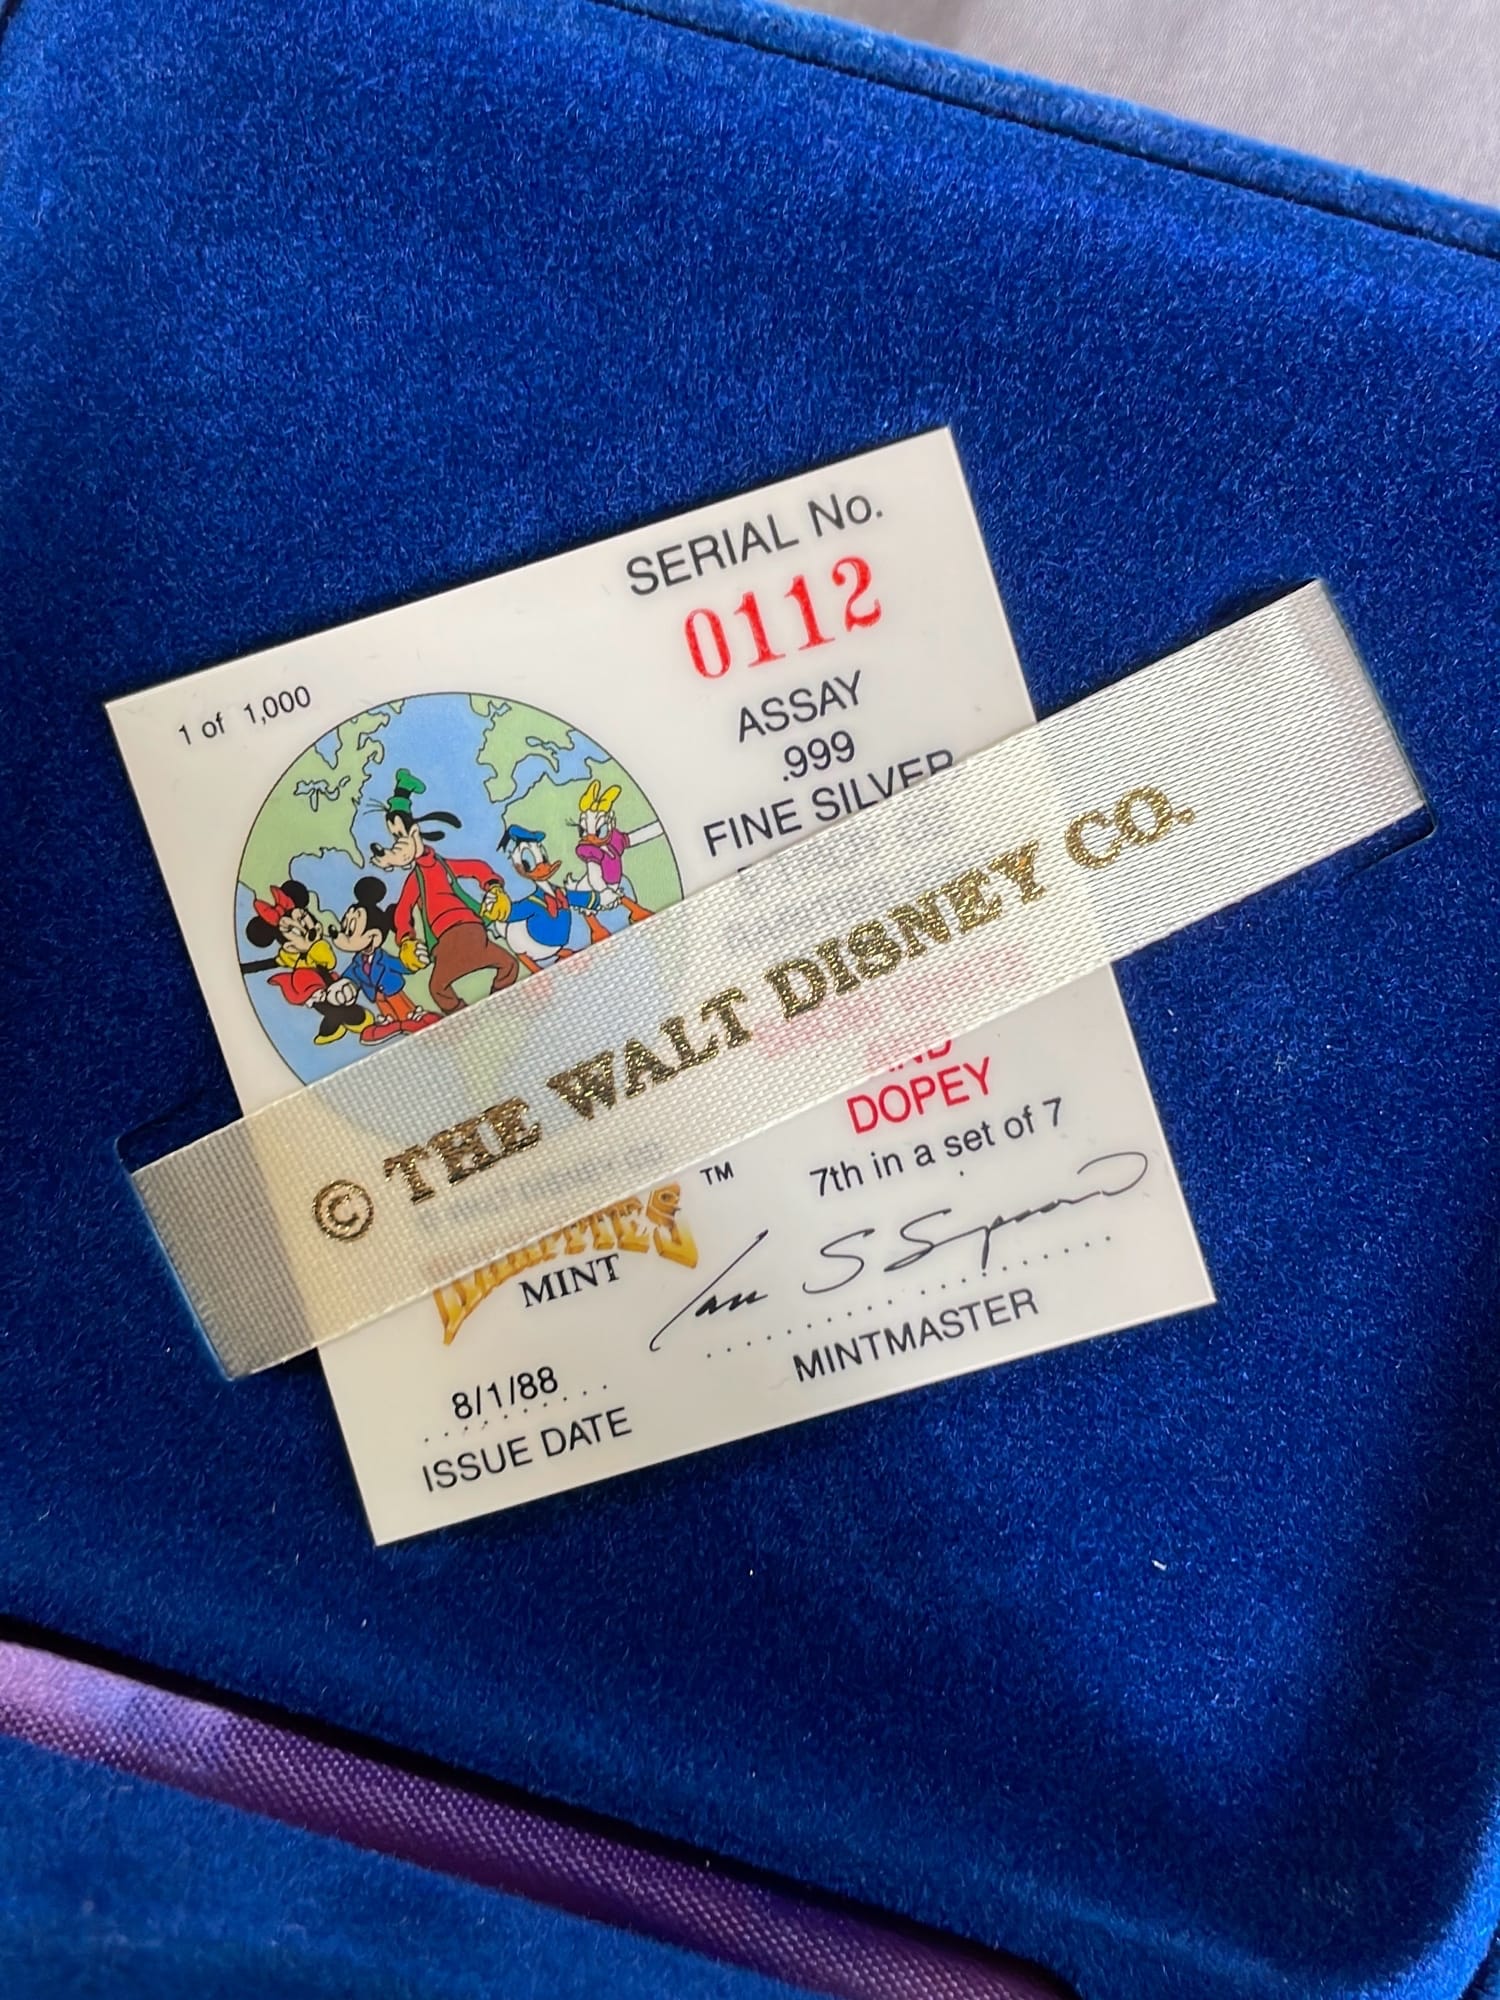 SERIAL No.
0112
1 of 1,000
ASSAY
.999
FINE SILVER
© THE WALT DISNEY CO.
AND
DOPEY
7th in a set of 7
TM
MINT
MINTMASTER
8/1/88
ISSUE DATE